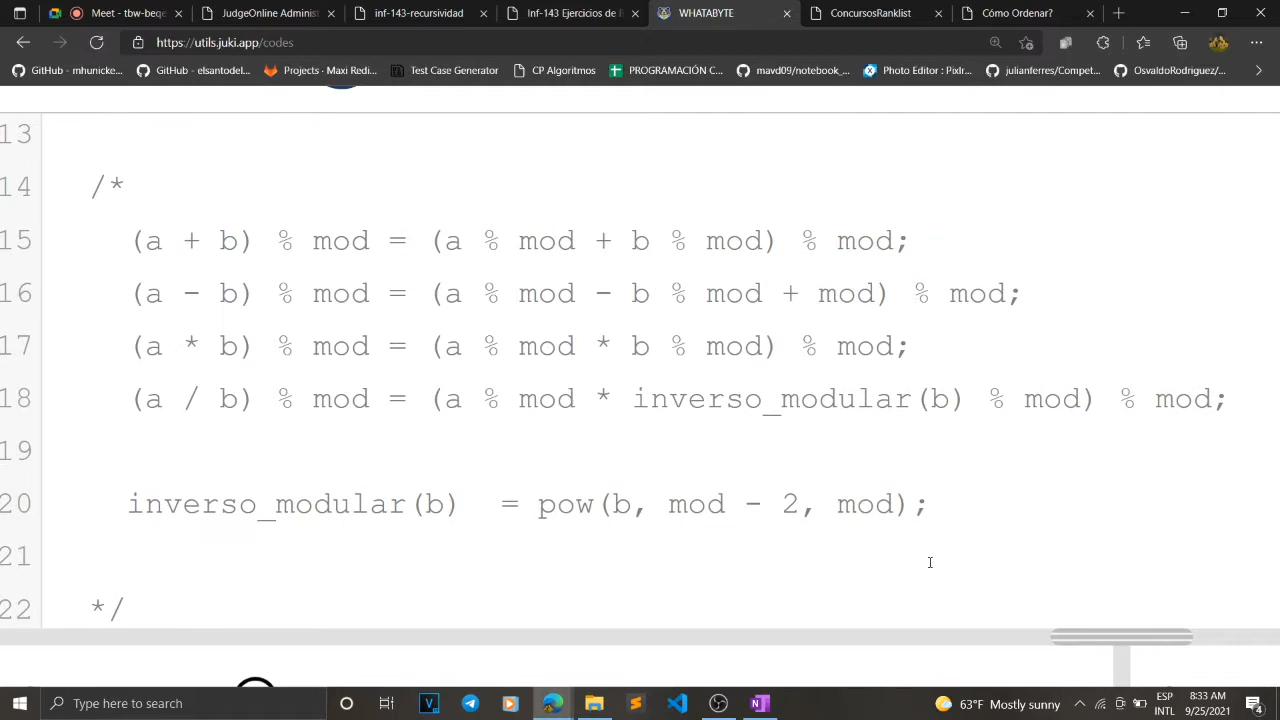 Meet - tbw-beqe
JudgeOnline Administ
inf-143-recursividad
Inf-143 Ejercicios de
WHATABYTE
ConcursosRanklist
Cómo Ordenar?
https://utils.juki.app/codes
GitHub - mhunicke...
GitHub - elsantodel...
Projects · Maxi Redi...
Test Case Generator
CP Algoritmos
PROGRAMACIÓN C...
mavd09/notebook_...
Photo Editor : Pixlr...
julianferres/Compet...
OsvaldoRodriguez/...
13
14 /*
15 (a + b) % mod = (a % mod + b % mod) % mod;
16 (a - b) % mod = (a % mod - b % mod + mod) % mod;
17 (a * b) % mod = (a % mod * b % mod) % mod;
18 (a / b) % mod = (a % mod * inverso_modular(b) % mod) % mod;
19
20 inverso_modular(b) = pow(b, mod - 2, mod);
21
22 */
Type here to search
63°F Mostly sunny
ESP
INTL
8:33 AM
9/25/2021
4